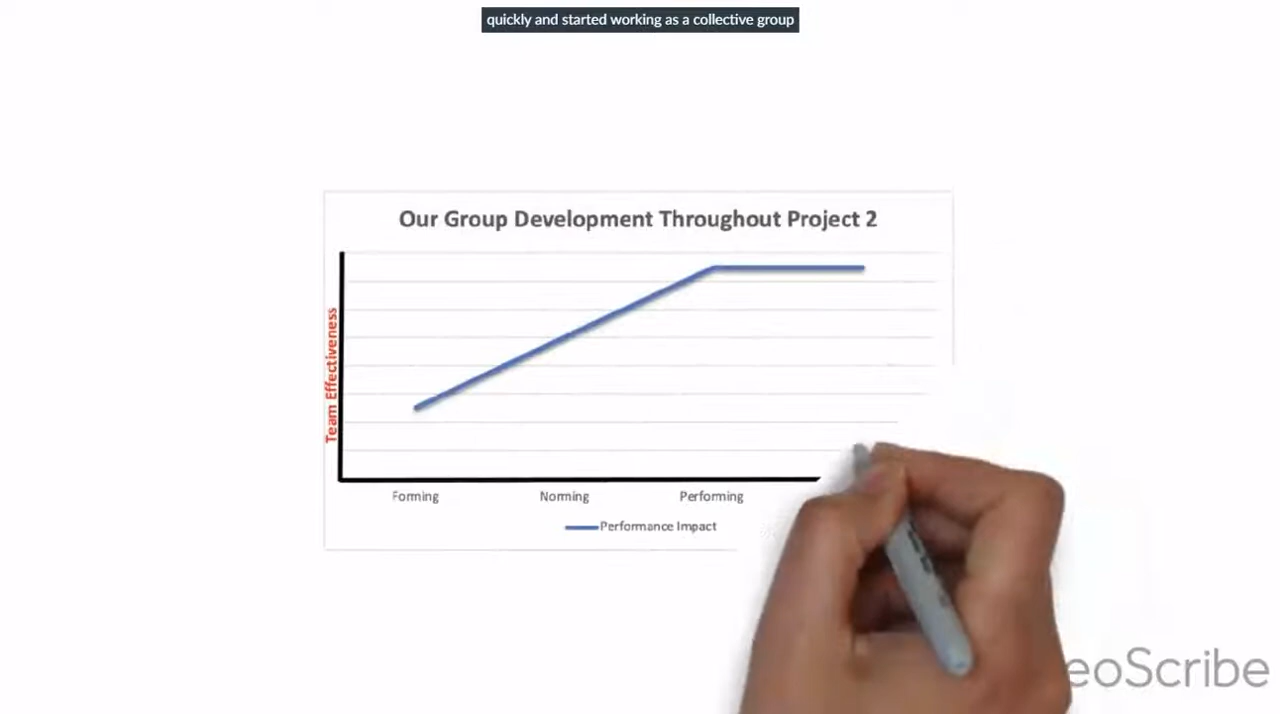 quickly and started working as a collective group
Our Group Development Throughout Project 2
Team Effectiveness
Forming Norming Performing
Performance Impact
eoScribe